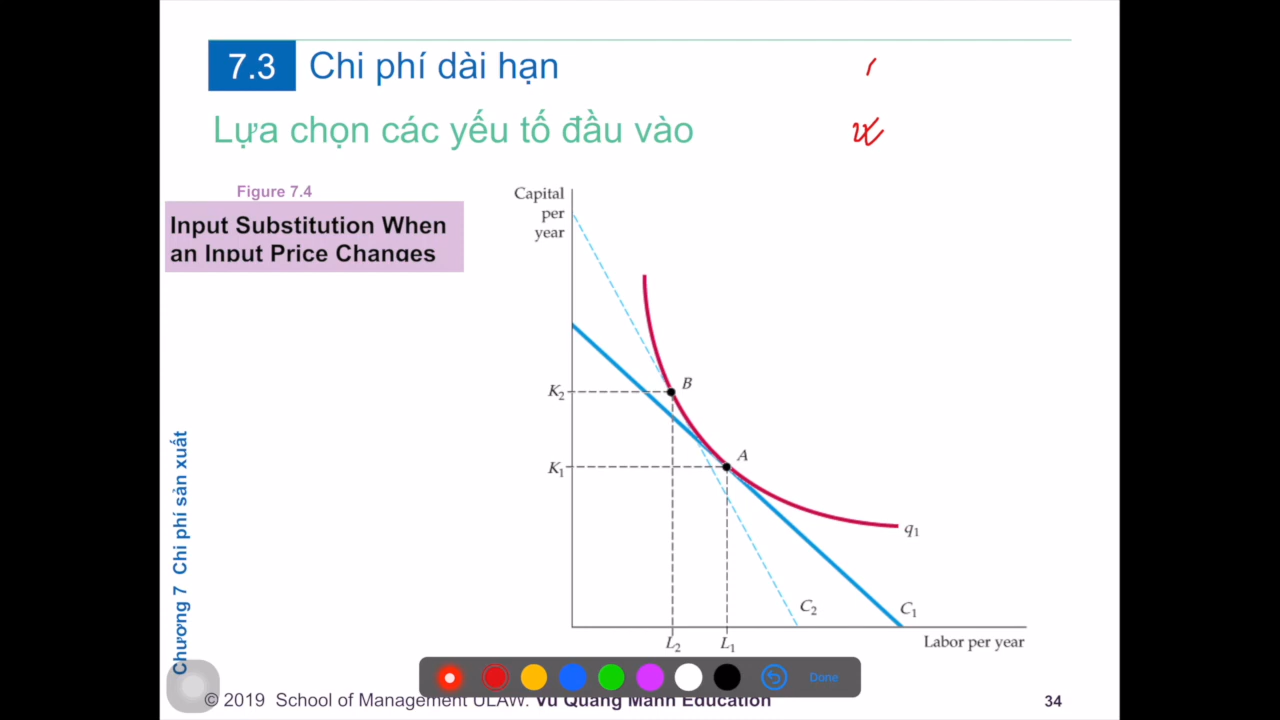 7.3 Chi phí dài hạn
Lựa chọn các yếu tố đầu vào
Figure 7.4
Input Substitution When
an Input Price Changes
Capital
per
year
K2
B
K1
A
q1
C2
C1
L2
L1
Labor per year
Chương 7 Chi phí sản xuất
Done
© 2019 School of Management ULAW. Vũ Quang Mạnh Education
34